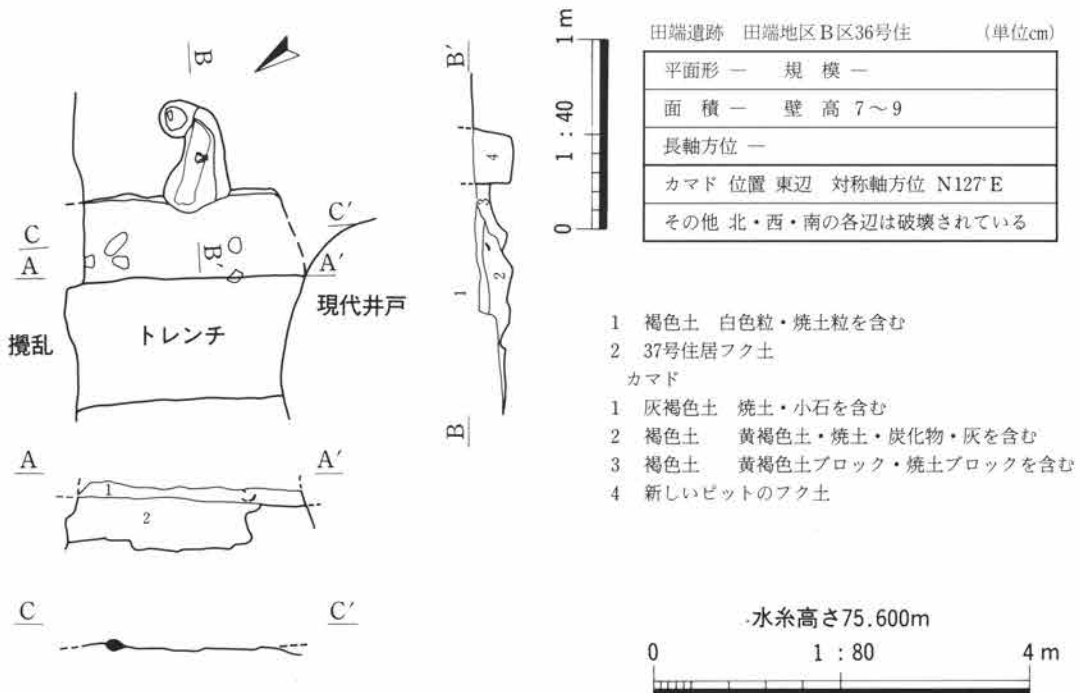 田端遺跡 田端地区B区36号住 (単位cm)
平面形 — 規模 —
面積 — 壁高 7〜9
長軸方位 —
カマド 位置 東辺 対称軸方位 N127°E
その他 北・西・南の各辺は破壊されている
B
C
A
B′
C′
A′
攪乱
トレンチ
現代井戸
B′
4
3
2
1
B
1 m
1 : 40
0
1 褐色土 白色粒・焼土粒を含む
2 37号住居フク土
カマド
1 灰褐色土 焼土・小石を含む
2 褐色土 黄褐色土・焼土・炭化物・灰を含む
3 褐色土 黄褐色土ブロック・焼土ブロックを含む
4 新しいピットのフク土
A A′
1
2
C C′
水糸高さ75.600m
0 1 : 80 4 m